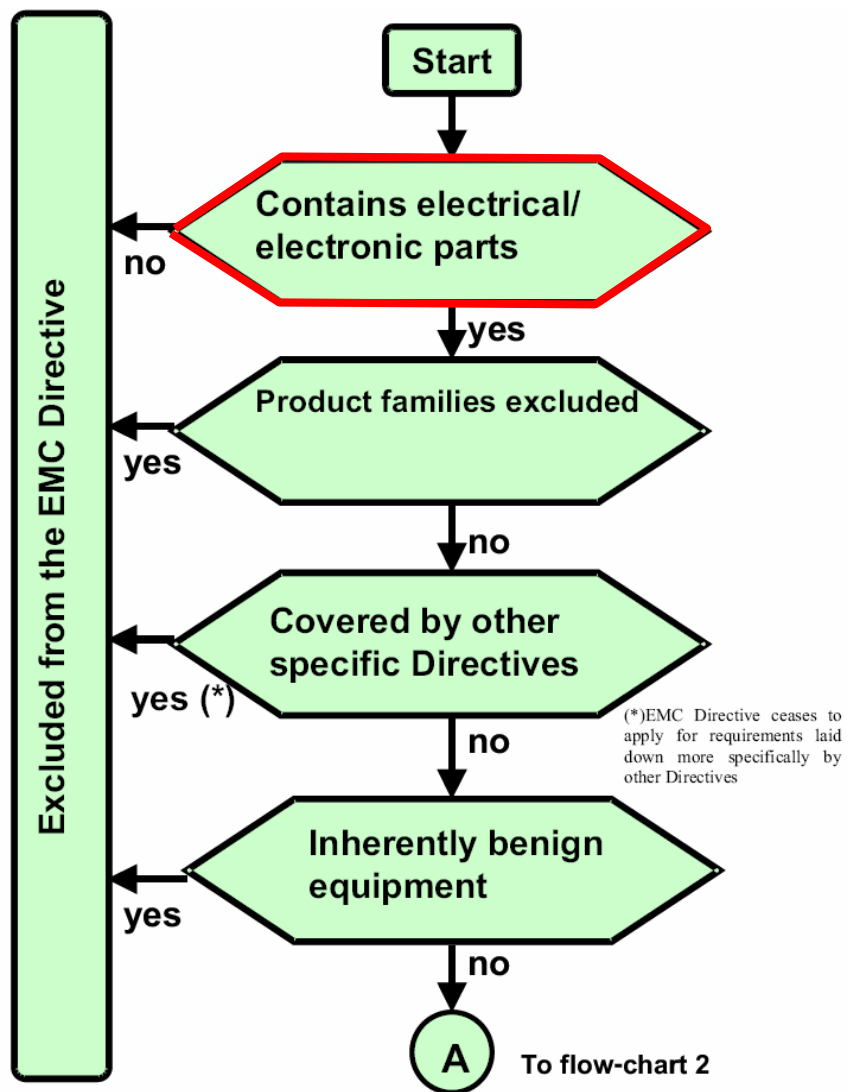 Start
Contains electrical/
electronic parts
no
yes
Product families excluded
yes
no
Covered by other
specific Directives
yes (*)
(*)EMC Directive ceases to
apply for requirements laid
down more specifically by
other Directives
no
Inherently benign
equipment
yes
no
A
To flow-chart 2
Excluded from the EMC Directive